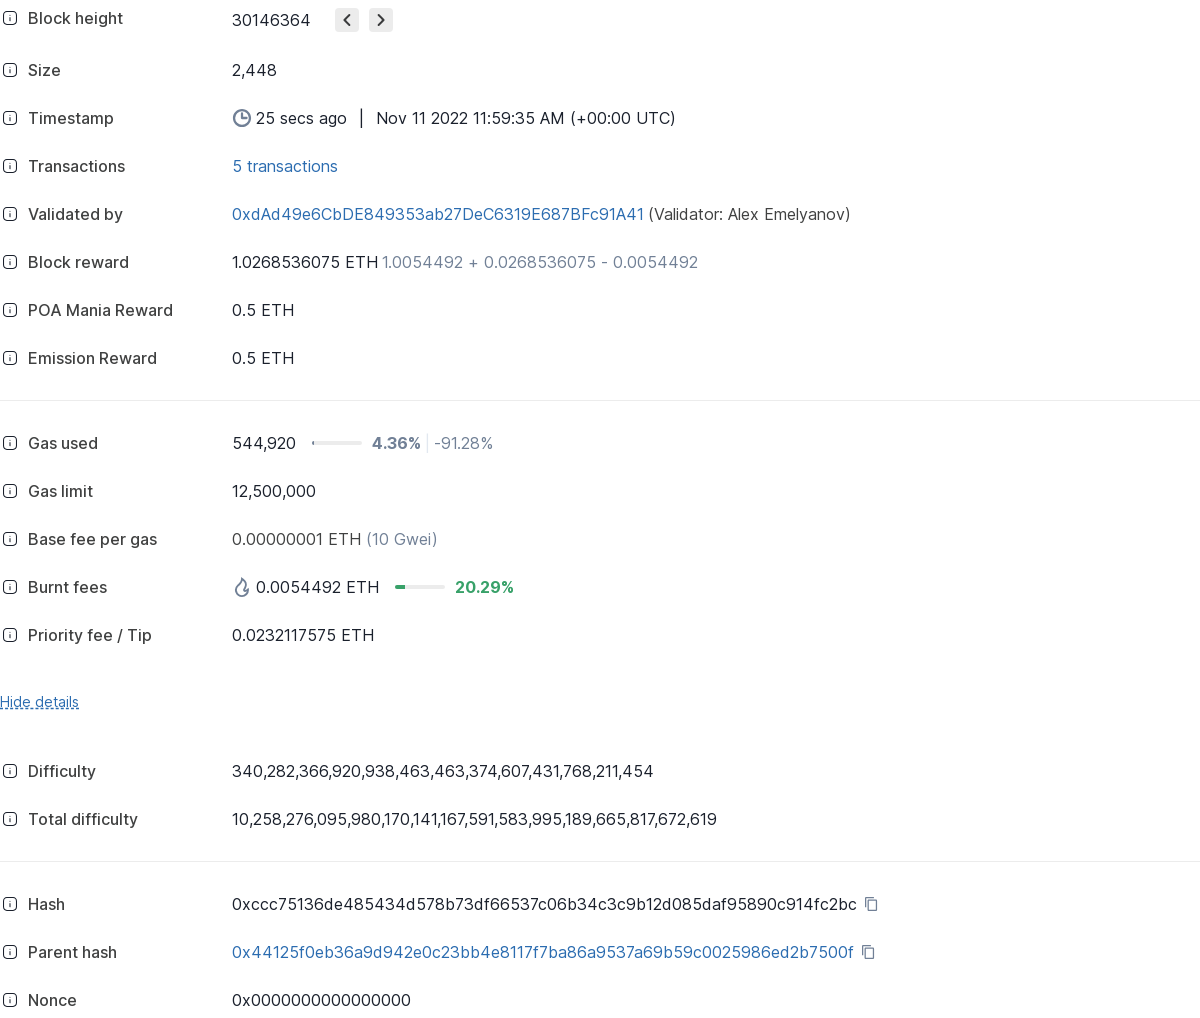 Block height 30146364
Size 2,448
Timestamp 25 secs ago | Nov 11 2022 11:59:35 AM (+00:00 UTC)
Transactions 5 transactions
Validated by 0xdAd49e6CbDE849353ab27DeC6319E687BFc91A41 (Validator: Alex Emelyanov)
Block reward 1.0268536075 ETH 1.0054492 + 0.0268536075 - 0.0054492
POA Mania Reward 0.5 ETH
Emission Reward 0.5 ETH
Gas used 544,920 4.36% -91.28%
Gas limit 12,500,000
Base fee per gas 0.00000001 ETH (10 Gwei)
Burnt fees 0.0054492 ETH 20.29%
Priority fee / Tip 0.0232117575 ETH
Hide details
Difficulty 340,282,366,920,938,463,463,374,607,431,768,211,454
Total difficulty 10,258,276,095,980,170,141,167,591,583,995,189,665,817,672,619
Hash 0xccc75136de485434d578b73df66537c06b34c3c9b12d085daf95890c914fc2bc
Parent hash 0x44125f0eb36a9d942e0c23bb4e8117f7ba86a9537a69b59c0025986ed2b7500f
Nonce 0x0000000000000000